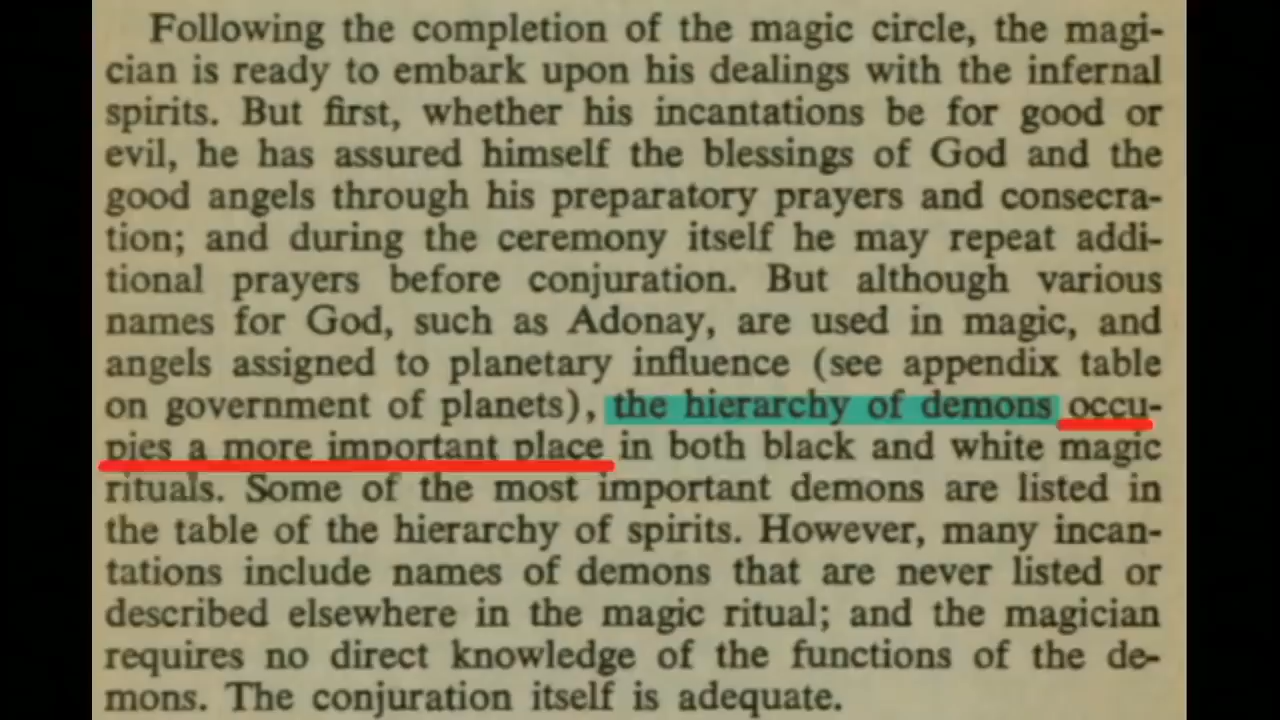 Following the completion of the magic circle, the magi-
cian is ready to embark upon his dealings with the infernal
spirits. But first, whether his incantations be for good or
evil, he has assured himself the blessings of God and the
good angels through his preparatory prayers and consecra-
tion; and during the ceremony itself he may repeat addi-
tional prayers before conjuration. But although various
names for God, such as Adonay, are used in magic, and
angels assigned to planetary influence (see appendix table
on government of planets), the hierarchy of demons occu-
pies a more important place in both black and white magic
rituals. Some of the most important demons are listed in
the table of the hierarchy of spirits. However, many incan-
tations include names of demons that are never listed or
described elsewhere in the magic ritual; and the magician
requires no direct knowledge of the functions of the de-
mons. The conjuration itself is adequate.